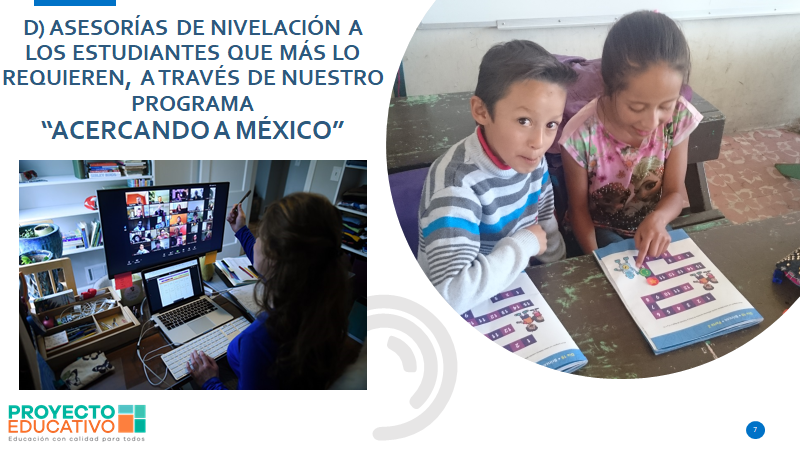 D) ASESORÍAS DE NIVELACIÓN A
LOS ESTUDIANTES QUE MÁS LO
REQUIEREN, A TRAVÉS DE NUESTRO
PROGRAMA
“ACERCANDO A MÉXICO”
PROYECTO
EDUCATIVO
Educación con calidad para todos
7